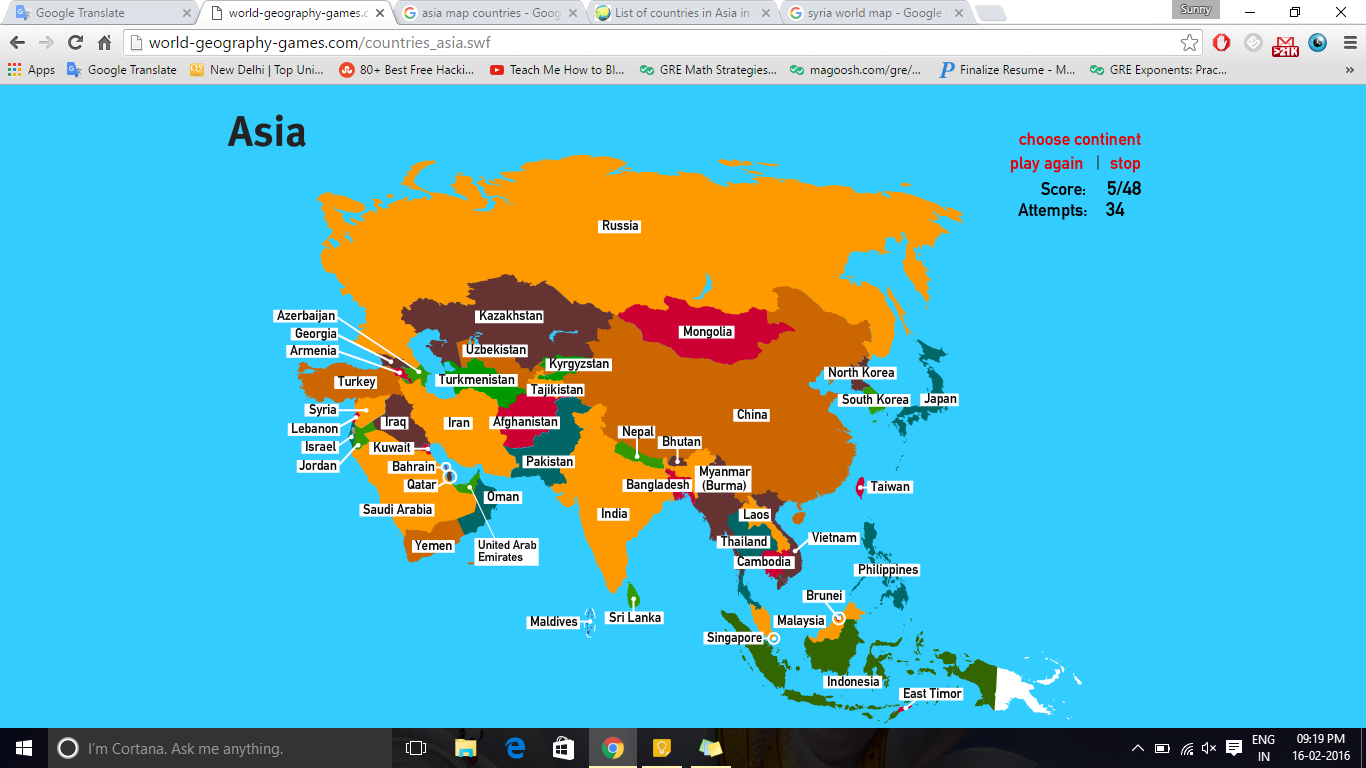 Google Translate
world-geography-games.c
asia map countries - Goog
List of countries in Asia in
syria world map - Google
Sunny
world-geography-games.com/countries_asia.swf
>21K
Apps
Google Translate
New Delhi | Top Uni...
80+ Best Free Hacki...
Teach Me How to Bl...
GRE Math Strategies...
magoosh.com/gre/...
Finalize Resume - M...
GRE Exponents: Prac...
»
Asia
choose continent
play again | stop
Score: 5/48
Attempts: 34
Russia
Azerbaijan
Georgia
Armenia
Kazakhstan
Mongolia
Uzbekistan
Kyrgyzstan
Turkey
Turkmenistan
Tajikistan
North Korea
South Korea
Japan
Syria
Lebanon
Israel
Jordan
Iraq
Iran
Afghanistan
China
Kuwait
Bahrain
Qatar
Pakistan
Nepal
Bhutan
Bangladesh
Myanmar
(Burma)
Taiwan
Oman
Saudi Arabia
India
Laos
Yemen
United Arab
Emirates
Thailand
Vietnam
Cambodia
Philippines
Brunei
Maldives
Sri Lanka
Malaysia
Singapore
Indonesia
East Timor
I'm Cortana. Ask me anything.
ENG
IN
09:19 PM
16-02-2016